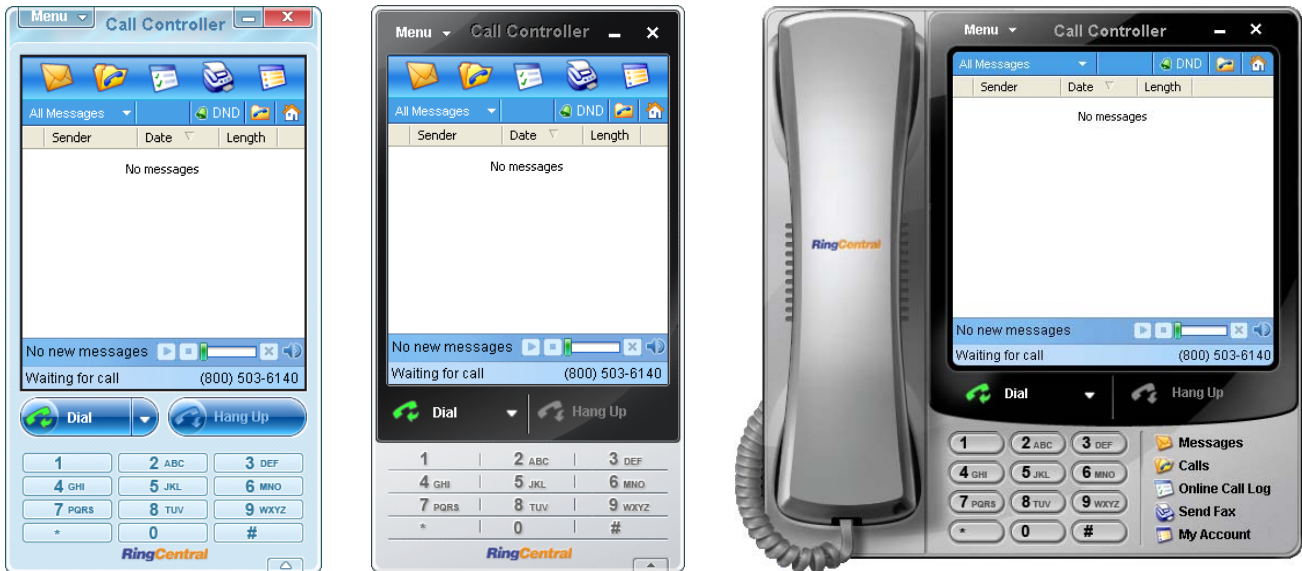 Menu
Call Controller
All Messages
DND
Sender Date Length
No messages
No new messages
Waiting for call (800) 503-6140
Dial Hang Up
1 2 ABC 3 DEF
4 GHI 5 JKL 6 MNO
7 PQRS 8 TUV 9 WXYZ
* 0 #
RingCentral
Menu Call Controller
All Messages DND
Sender Date Length
No messages
No new messages
Waiting for call (800) 503-6140
Dial Hang Up
1 2 ABC 3 DEF
4 GHI 5 JKL 6 MNO
7 PQRS 8 TUV 9 WXYZ
* 0 #
RingCentral
RingCentral
Menu Call Controller
All Messages DND
Sender Date Length
No messages
No new messages
Waiting for call (800) 503-6140
Dial Hang Up
1 2 ABC 3 DEF
4 GHI 5 JKL 6 MNO
7 PQRS 8 TUV 9 WXYZ
* 0 #
Messages
Calls
Online Call Log
Send Fax
My Account